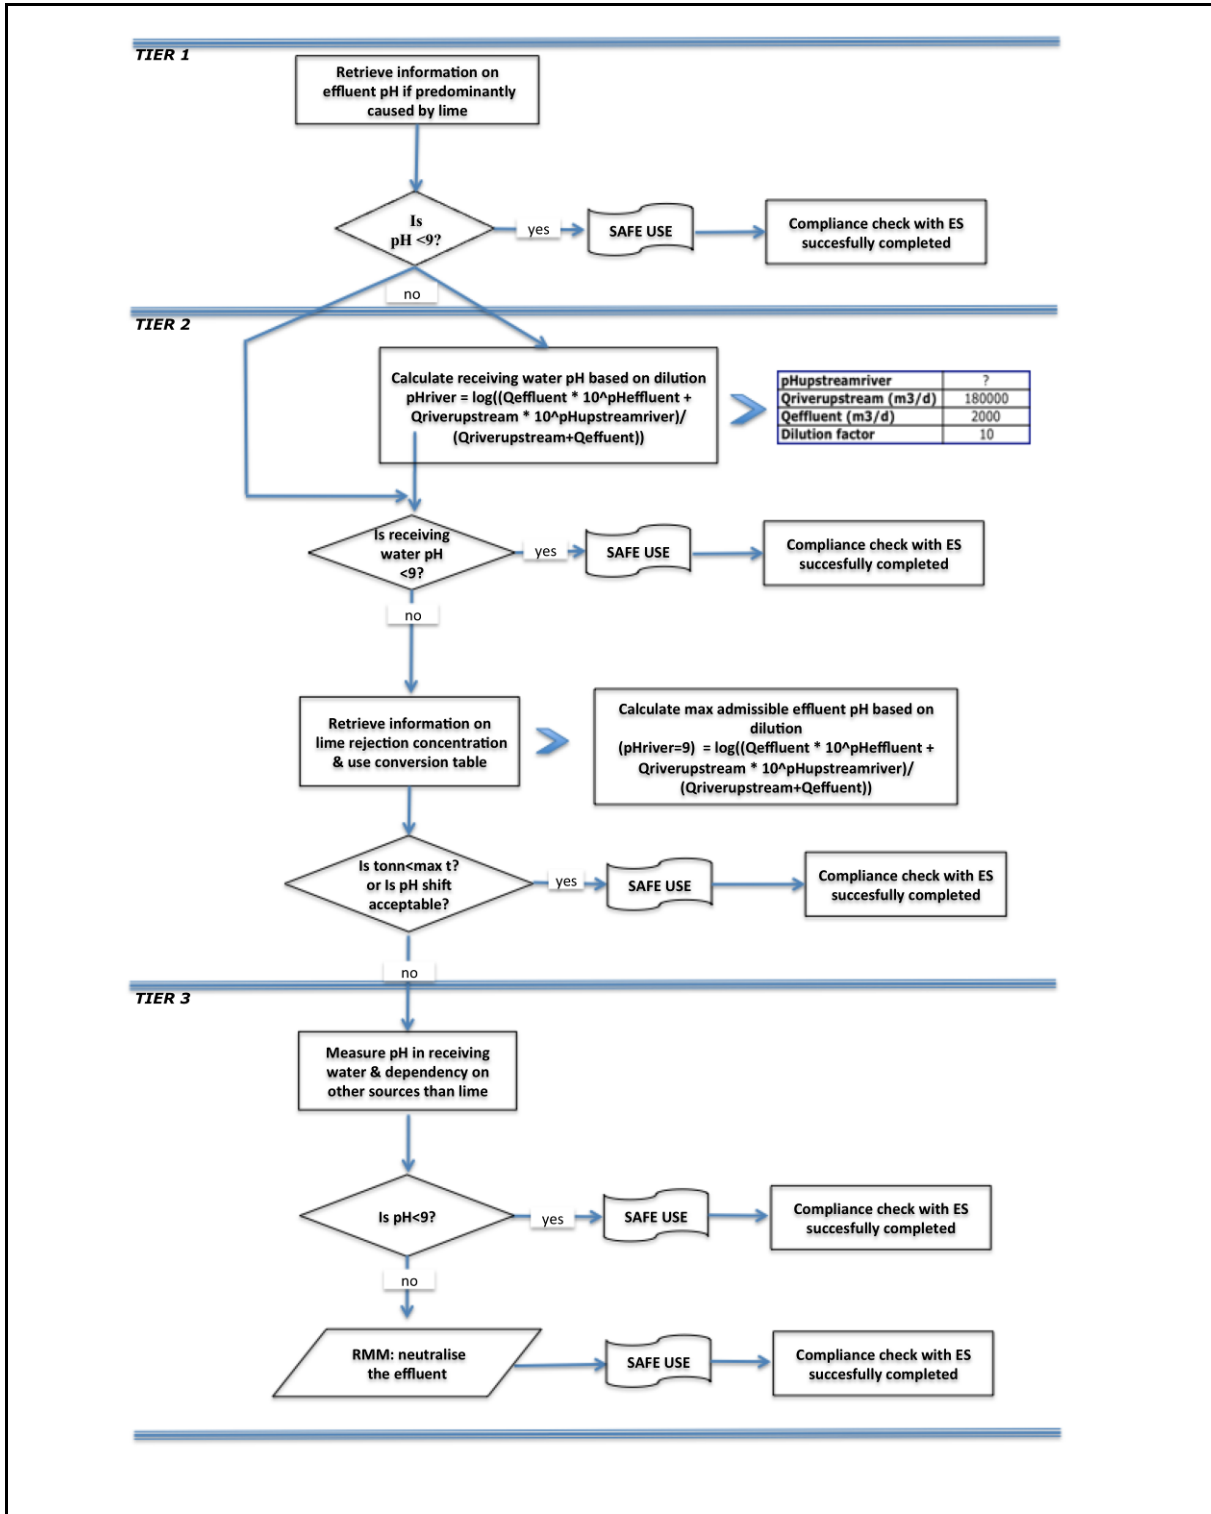 TIER 1
Retrieve information on
effluent pH if predominantly
caused by lime
Is
pH <9?
yes
SAFE USE
Compliance check with ES
succesfully completed
no
TIER 2
Calculate receiving water pH based on dilution
pHriver = log((Qeffluent * 10^pHeffluent +
Qriverupstream * 10^pHupstreamriver)/
(Qriverupstream+Qeffuent))
pHupstreamriver ?
Qriverupstream (m3/d) 180000
Qeffluent (m3/d) 2000
Dilution factor 10
Is receiving
water pH
<9?
yes
SAFE USE
Compliance check with ES
succesfully completed
no
Retrieve information on
lime rejection concentration
& use conversion table
Calculate max admissible effluent pH based on
dilution
(pHriver=9) = log((Qeffluent * 10^pHeffluent +
Qriverupstream * 10^pHupstreamriver)/
(Qriverupstream+Qeffuent))
Is tonn<max t?
or Is pH shift
acceptable?
yes
SAFE USE
Compliance check with ES
succesfully completed
no
TIER 3
Measure pH in receiving
water & dependency on
other sources than lime
Is pH<9?
yes
SAFE USE
Compliance check with ES
succesfully completed
no
RMM: neutralise
the effluent
SAFE USE
Compliance check with ES
succesfully completed